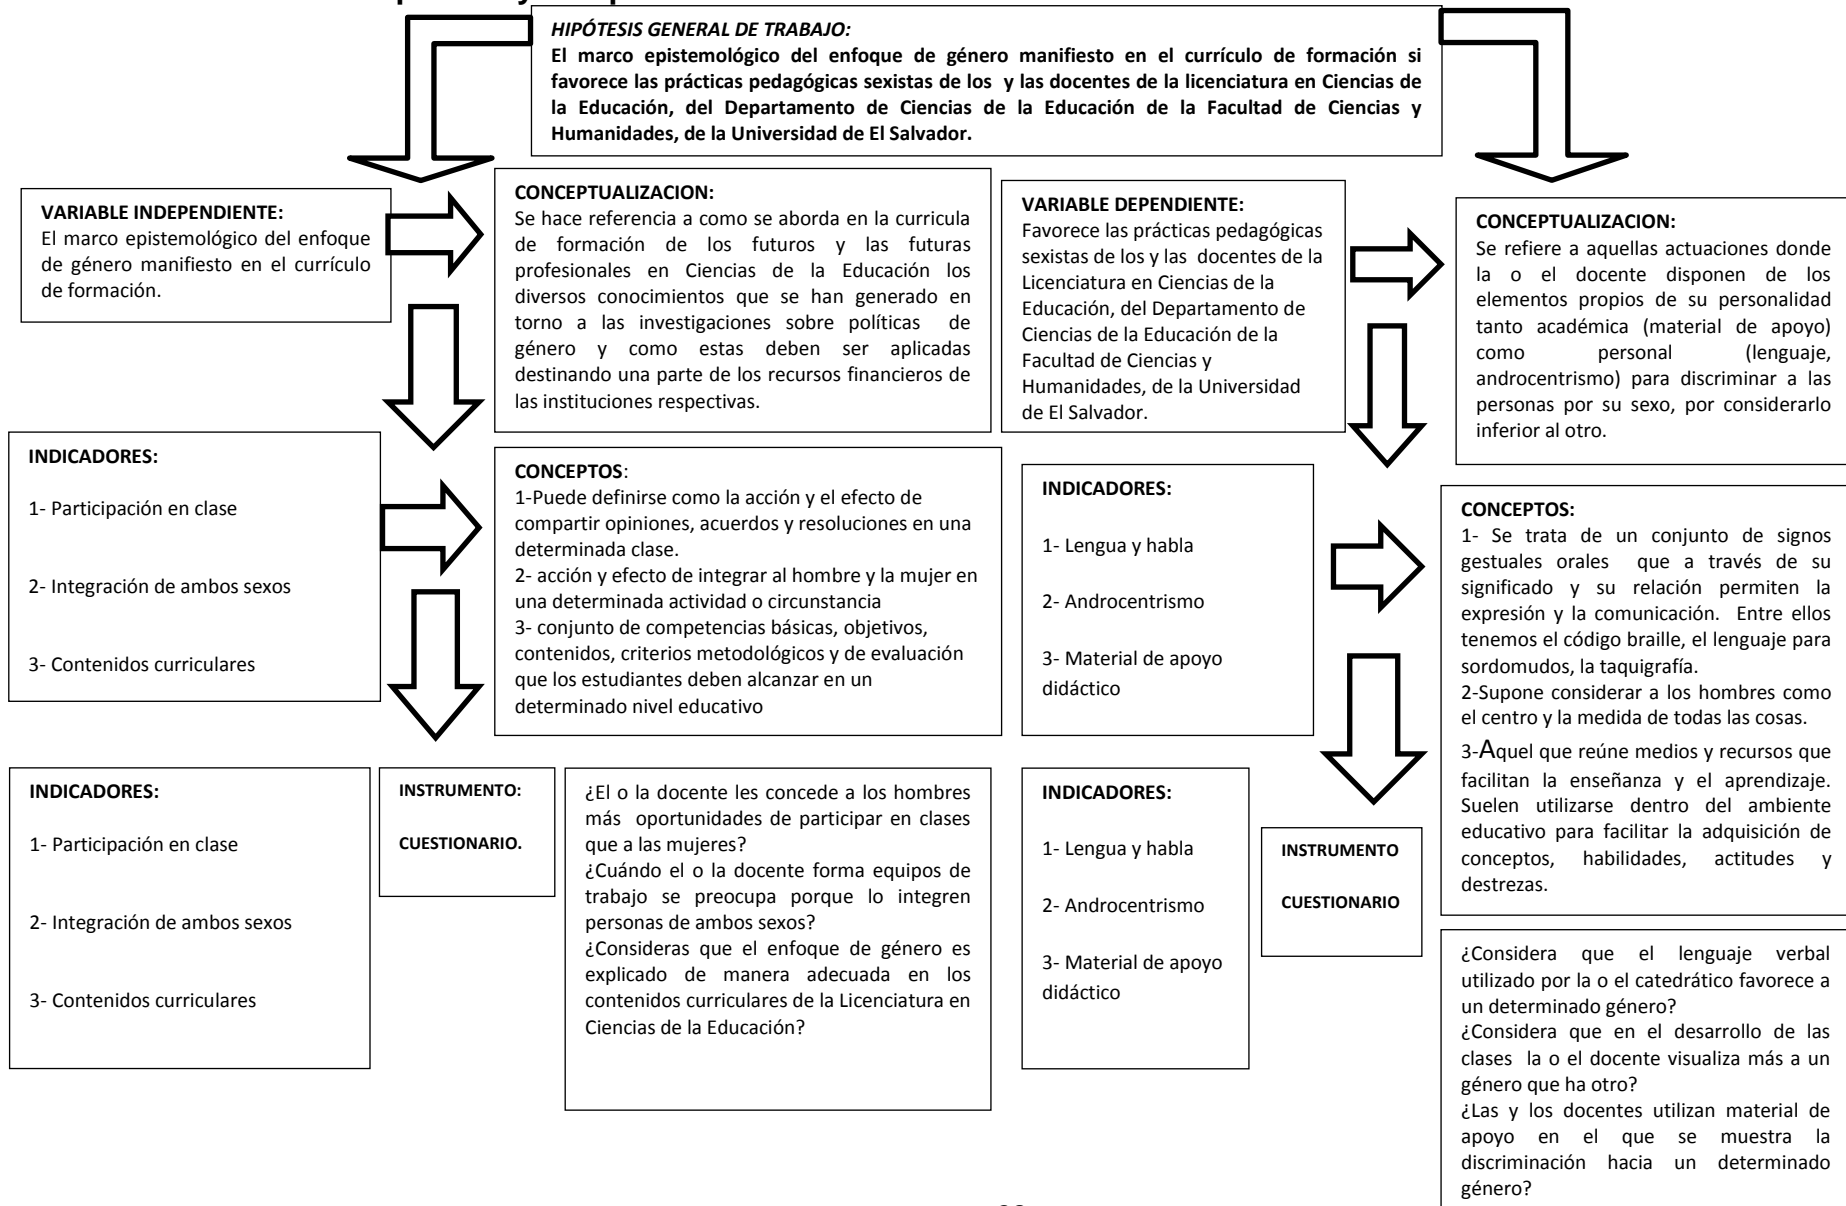 HIPÓTESIS GENERAL DE TRABAJO:
El marco epistemológico del enfoque de género manifiesto en el currículo de formación si
favorece las prácticas pedagógicas sexistas de los y las docentes de la licenciatura en Ciencias de
la Educación, del Departamento de Ciencias de la Educación de la Facultad de Ciencias y
Humanidades, de la Universidad de El Salvador.
VARIABLE INDEPENDIENTE:
El marco epistemológico del enfoque
de género manifiesto en el currículo
de formación.
CONCEPTUALIZACION:
Se hace referencia a como se aborda en la curricula
de formación de los futuros y las futuras
profesionales en Ciencias de la Educación los
diversos conocimientos que se han generado en
torno a las investigaciones sobre políticas de
género y como estas deben ser aplicadas
destinando una parte de los recursos financieros de
las instituciones respectivas.
VARIABLE DEPENDIENTE:
Favorece las prácticas pedagógicas
sexistas de los y las docentes de la
Licenciatura en Ciencias de la
Educación, del Departamento de
Ciencias de la Educación de la
Facultad de Ciencias y
Humanidades, de la Universidad
de El Salvador.
CONCEPTUALIZACION:
Se refiere a aquellas actuaciones donde
la o el docente disponen de los
elementos propios de su personalidad
tanto académica (material de apoyo)
como personal (lenguaje,
androcentrismo) para discriminar a las
personas por su sexo, por considerarlo
inferior al otro.
INDICADORES:
1- Participación en clase
2- Integración de ambos sexos
3- Contenidos curriculares
CONCEPTOS:
1-Puede definirse como la acción y el efecto de
compartir opiniones, acuerdos y resoluciones en una
determinada clase.
2- acción y efecto de integrar al hombre y la mujer en
una determinada actividad o circunstancia
3- conjunto de competencias básicas, objetivos,
contenidos, criterios metodológicos y de evaluación
que los estudiantes deben alcanzar en un
determinado nivel educativo
INDICADORES:
1- Lengua y habla
2- Androcentrismo
3- Material de apoyo
didáctico
CONCEPTOS:
1- Se trata de un conjunto de signos
gestuales orales que a través de su
significado y su relación permiten la
expresión y la comunicación. Entre ellos
tenemos el código braille, el lenguaje para
sordomudos, la taquigrafía.
2-Supone considerar a los hombres como
el centro y la medida de todas las cosas.
3-Aquel que reúne medios y recursos que
facilitan la enseñanza y el aprendizaje.
Suelen utilizarse dentro del ambiente
educativo para facilitar la adquisición de
conceptos, habilidades, actitudes y
destrezas.
INDICADORES:
1- Participación en clase
2- Integración de ambos sexos
3- Contenidos curriculares
INSTRUMENTO:
CUESTIONARIO.
¿El o la docente les concede a los hombres
más oportunidades de participar en clases
que a las mujeres?
¿Cuándo el o la docente forma equipos de
trabajo se preocupa porque lo integren
personas de ambos sexos?
¿Consideras que el enfoque de género es
explicado de manera adecuada en los
contenidos curriculares de la Licenciatura en
Ciencias de la Educación?
INDICADORES:
1- Lengua y habla
2- Androcentrismo
3- Material de apoyo
didáctico
INSTRUMENTO
CUESTIONARIO
¿Considera que el lenguaje verbal
utilizado por la o el catedrático favorece a
un determinado género?
¿Considera que en el desarrollo de las
clases la o el docente visualiza más a un
género que ha otro?
¿Las y los docentes utilizan material de
apoyo en el que se muestra la
discriminación hacia un determinado
género?